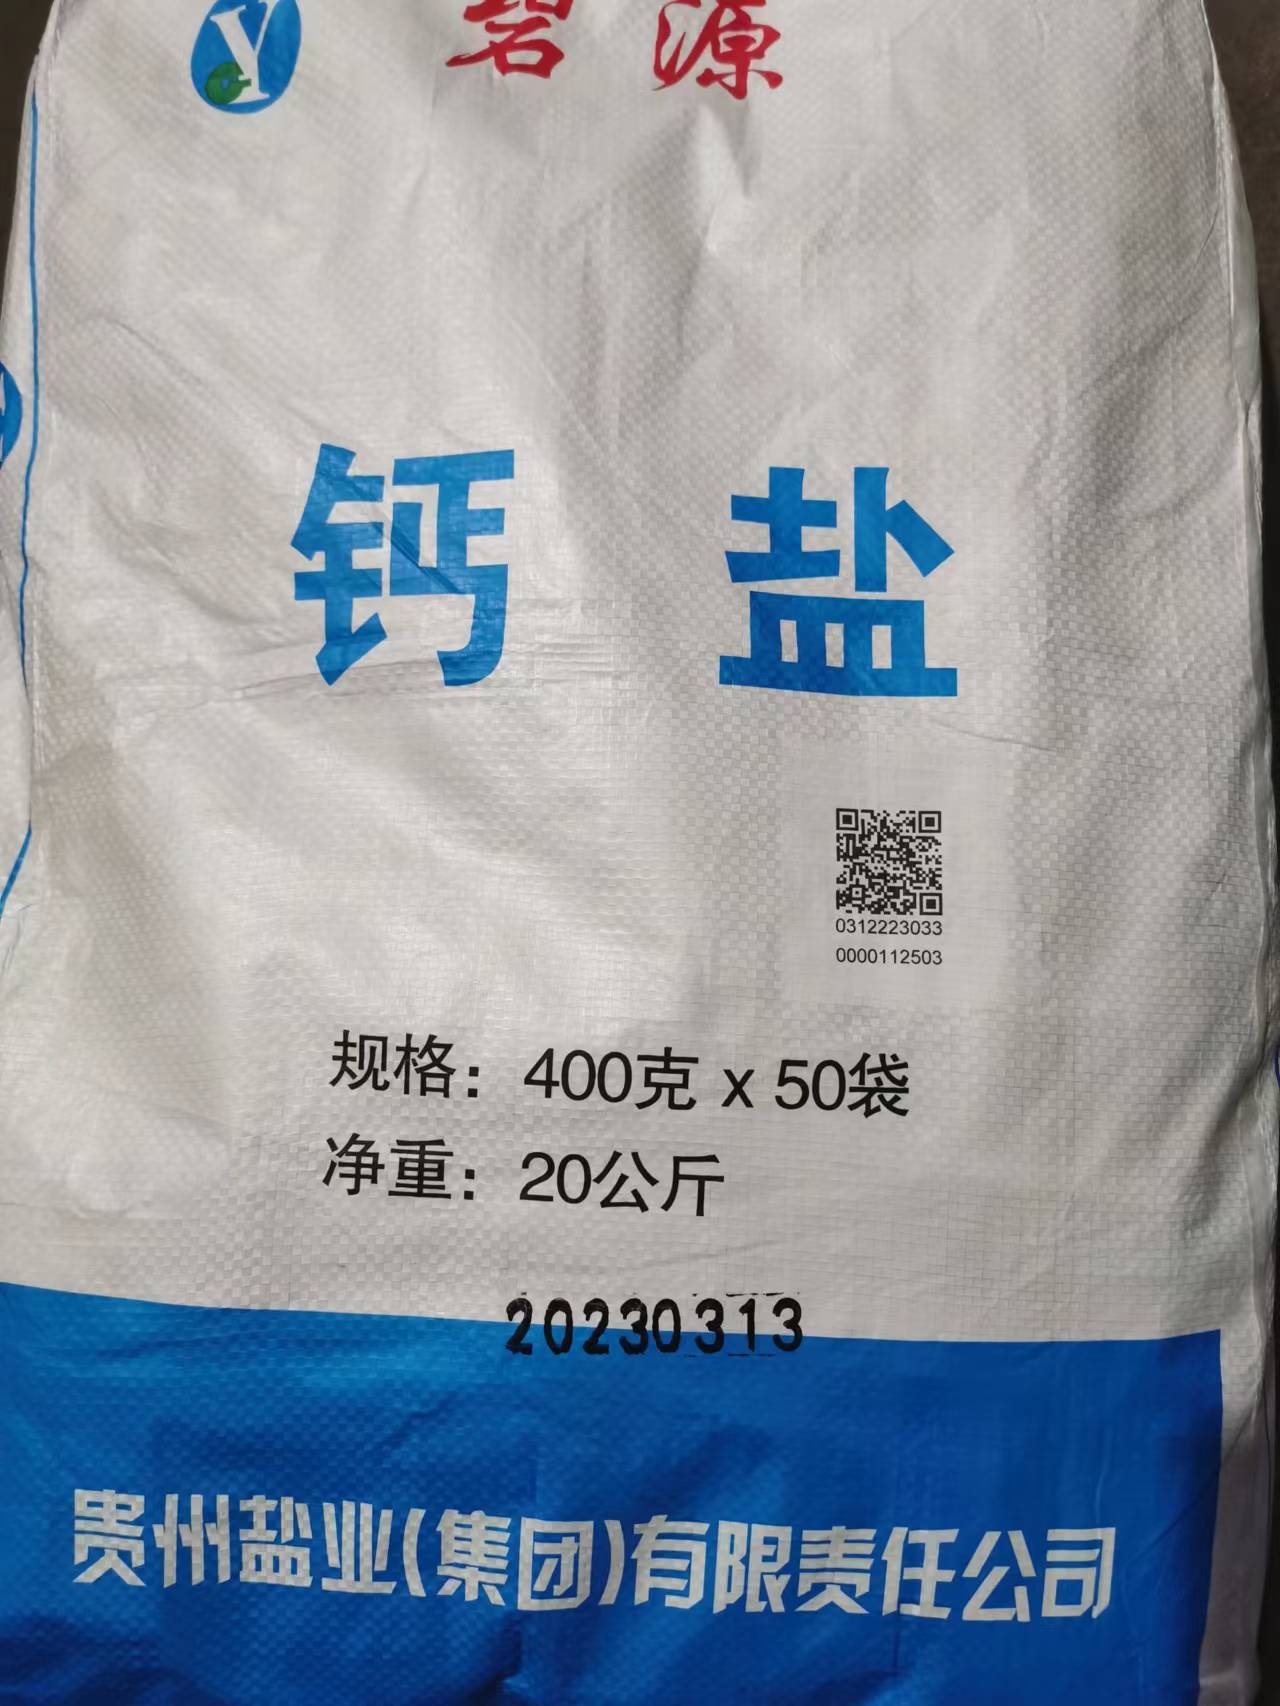 碧源
钙盐
0312223033
0000112503
规格：400克 x 50袋
净重：20公斤
20230313
贵州盐业(集团)有限责任公司